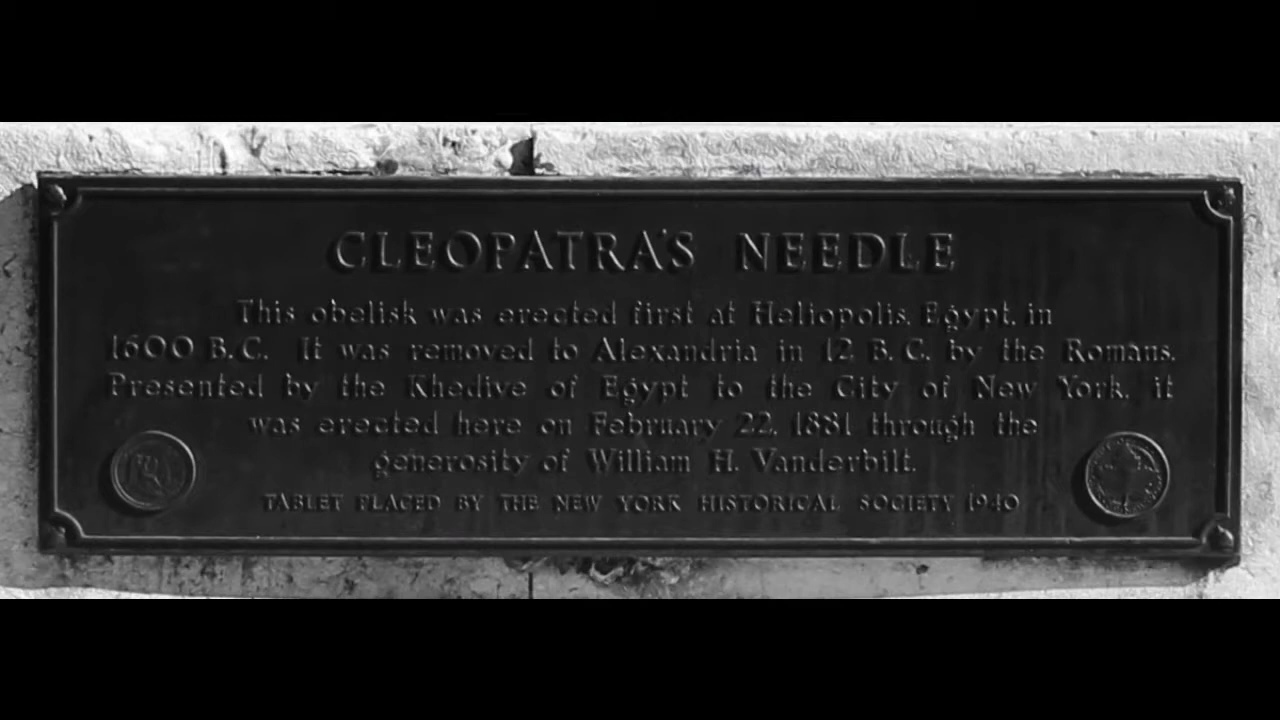 CLEOPATRA'S NEEDLE
This obelisk was erected first at Heliopolis, Egypt, in
1600 B.C. It was removed to Alexandria in 12 B.C. by the Romans.
Presented by the Khedive of Egypt to the City of New York, it
was erected here on February 22, 1881 through the
generosity of William H. Vanderbilt.
TABLET PLACED BY THE NEW YORK HISTORICAL SOCIETY 1940